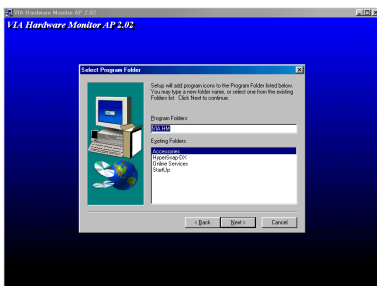 VIA Hardware Monitor AP 2.02
VIA Hardware Monitor AP 2.02
Select Program Folder
Setup will add program icons to the Program Folder listed below.
You may type a new folder name, or select one from the existing
Folders list. Click Next to continue.
Program Folders:
VIA HM
Existing Folders:
Accessories
HyperSnap-DX
Online Services
StartUp
< Back
Next >
Cancel